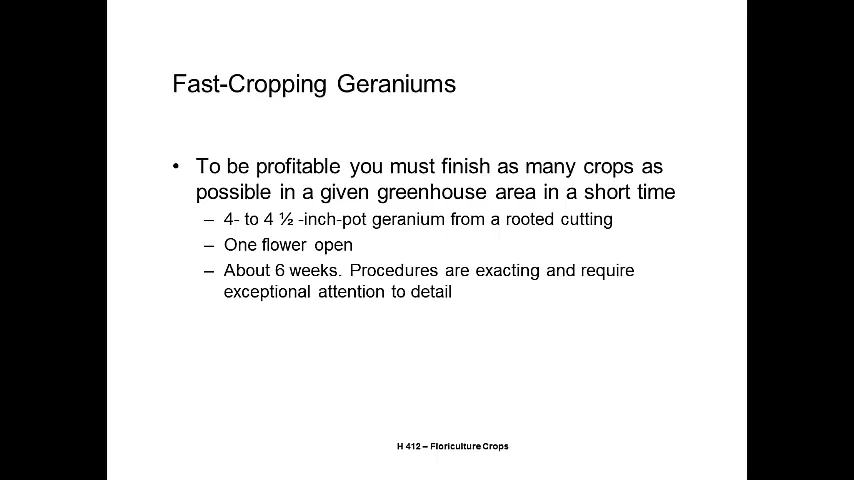 Fast-Cropping Geraniums
• To be profitable you must finish as many crops as
possible in a given greenhouse area in a short time
– 4- to 4 ½ -inch-pot geranium from a rooted cutting
– One flower open
– About 6 weeks. Procedures are exacting and require
exceptional attention to detail
H 412 – Floriculture Crops